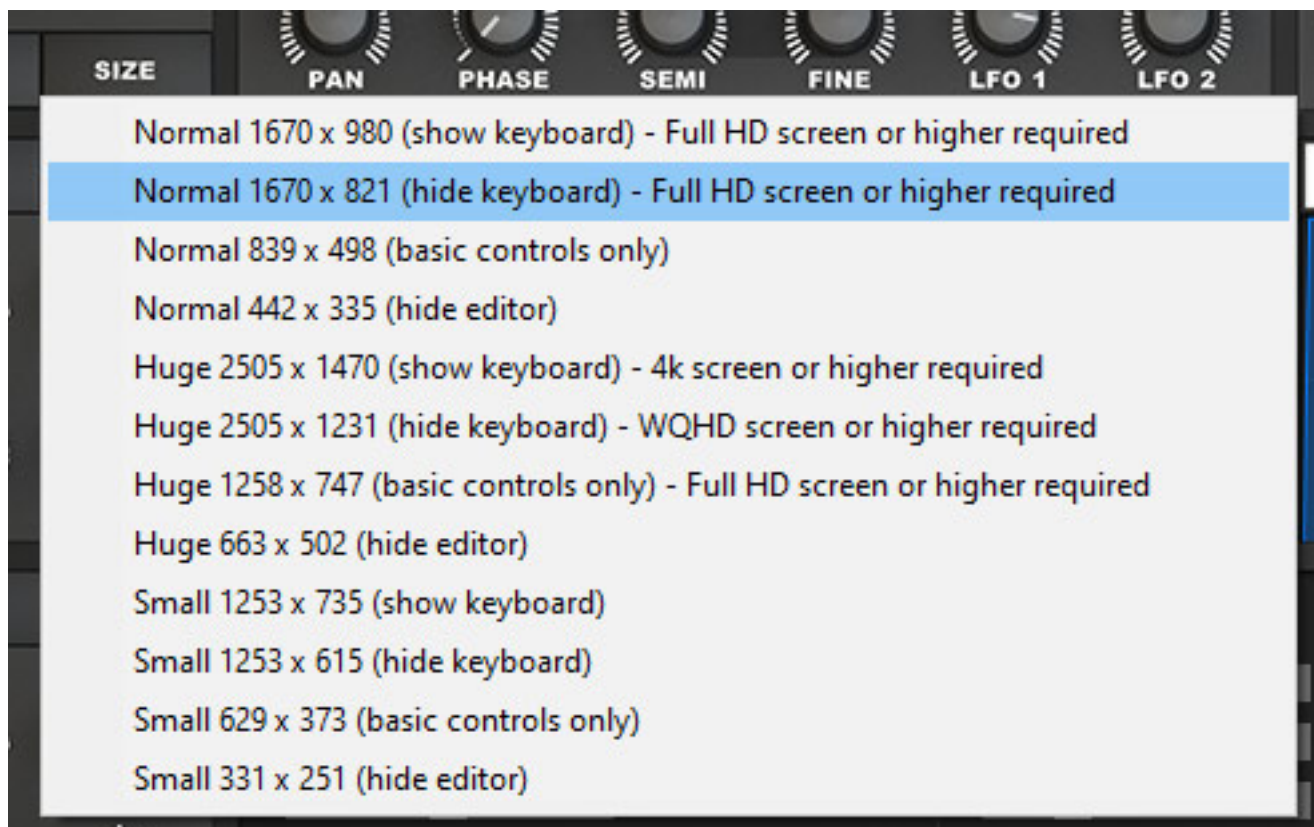 SIZE
PAN PHASE SEMI FINE LFO 1 LFO 2
Normal 1670 x 980 (show keyboard) - Full HD screen or higher required
Normal 1670 x 821 (hide keyboard) - Full HD screen or higher required
Normal 839 x 498 (basic controls only)
Normal 442 x 335 (hide editor)
Huge 2505 x 1470 (show keyboard) - 4k screen or higher required
Huge 2505 x 1231 (hide keyboard) - WQHD screen or higher required
Huge 1258 x 747 (basic controls only) - Full HD screen or higher required
Huge 663 x 502 (hide editor)
Small 1253 x 735 (show keyboard)
Small 1253 x 615 (hide keyboard)
Small 629 x 373 (basic controls only)
Small 331 x 251 (hide editor)